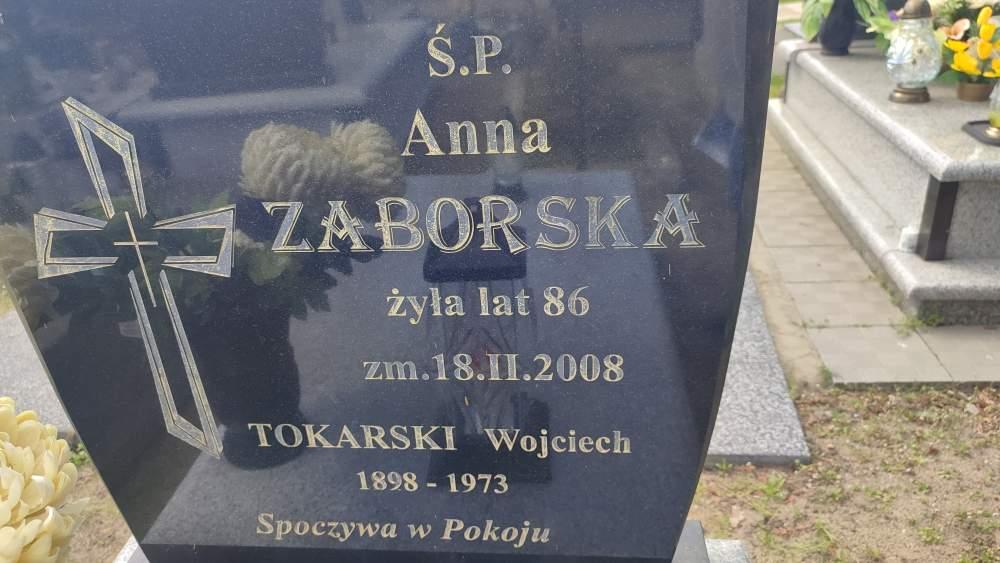 Ś.P.
Anna
ZABORSKA
żyła lat 86
zm.18.II.2008
TOKARSKI Wojciech
1898 - 1973
Spoczywa w Pokoju